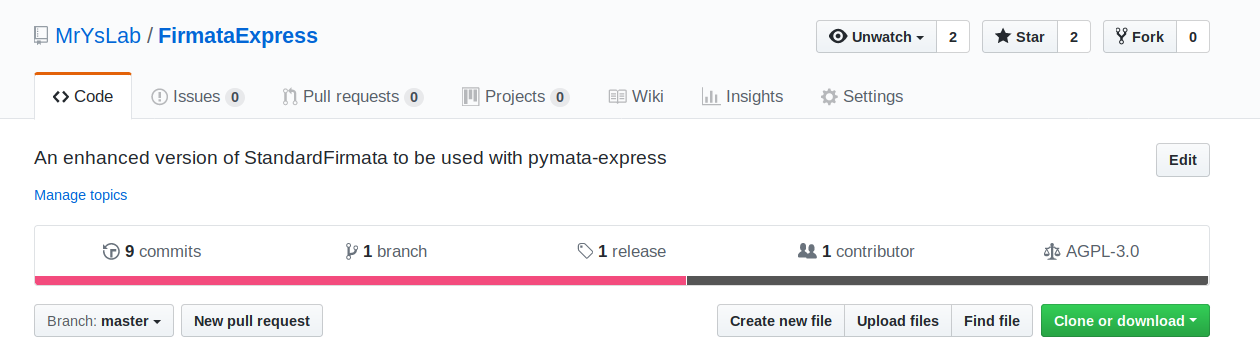 MrYsLab / FirmataExpress Unwatch 2 Star 2 Fork 0
Code Issues 0 Pull requests 0 Projects 0 Wiki Insights Settings
An enhanced version of StandardFirmata to be used with pymata-express Edit
Manage topics
9 commits 1 branch 1 release 1 contributor AGPL-3.0
Branch: master New pull request Create new file Upload files Find file Clone or download